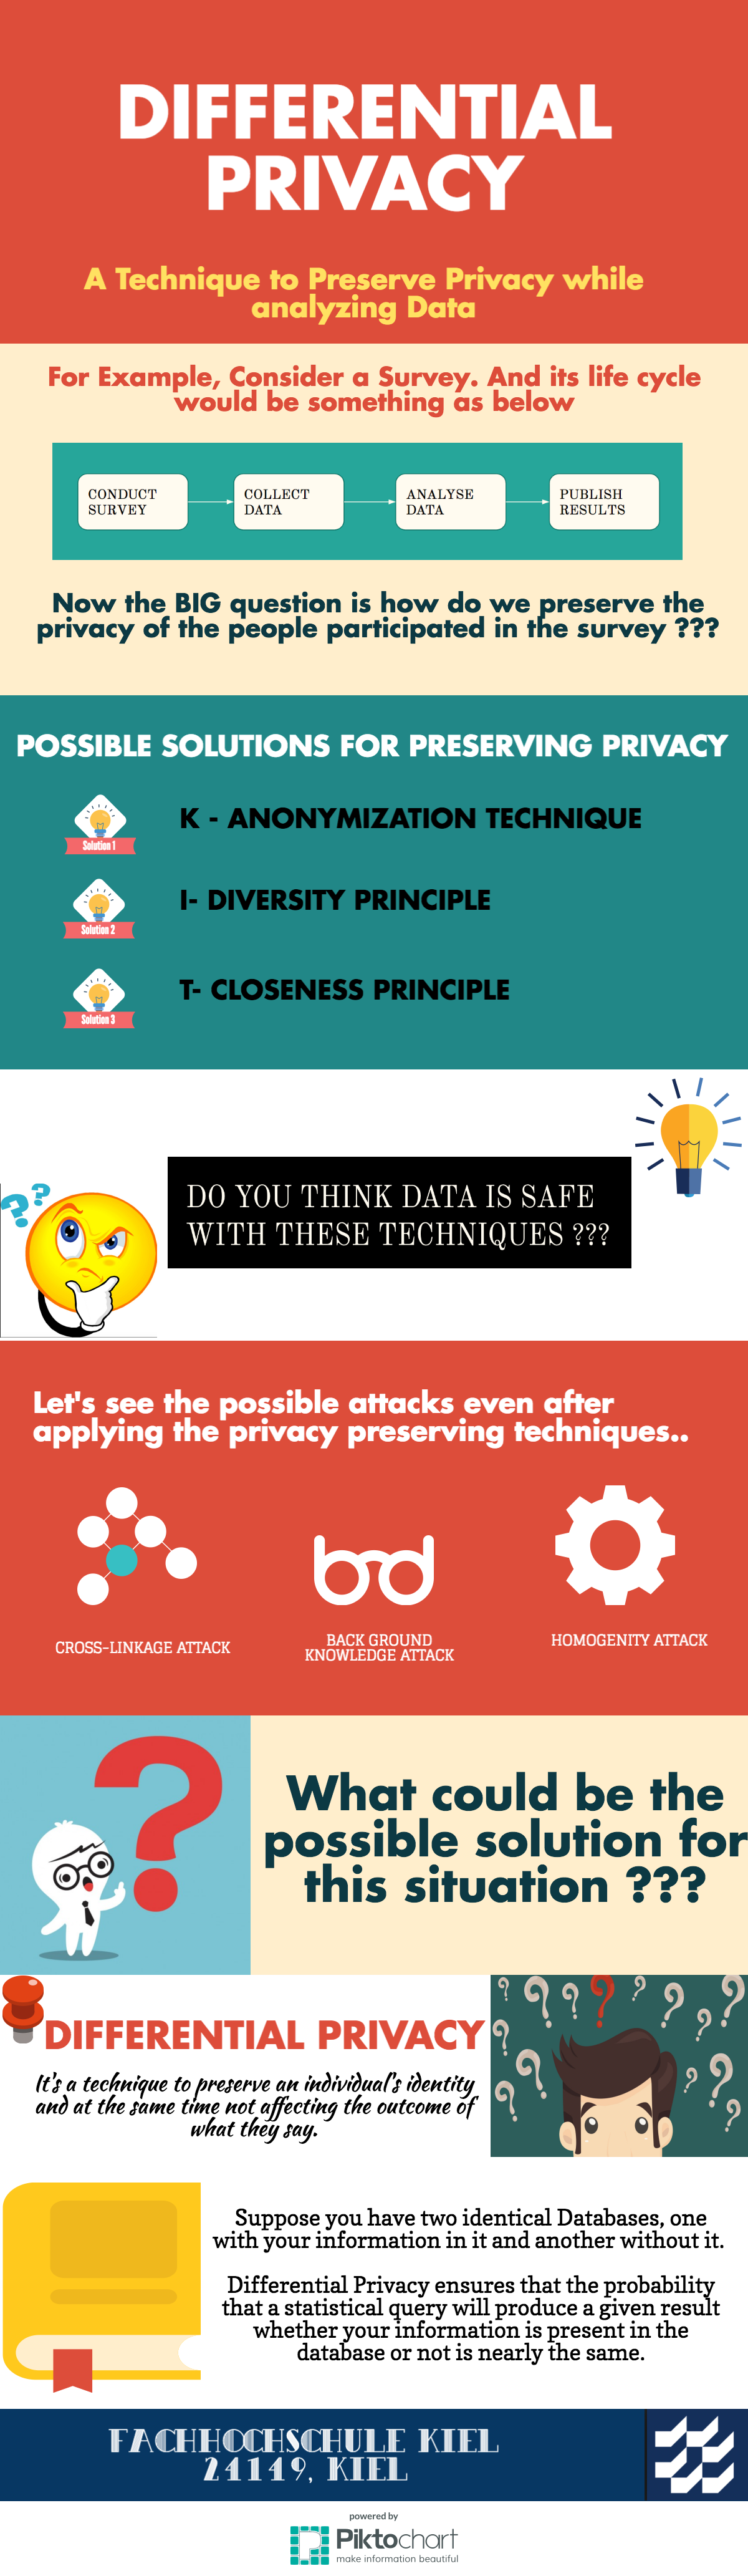 DIFFERENTIAL
PRIVACY
A Technique to Preserve Privacy while
analyzing Data
For Example, Consider a Survey. And its life cycle
would be something as below
CONDUCT
SURVEY
COLLECT
DATA
ANALYSE
DATA
PUBLISH
RESULTS
Now the BIG question is how do we preserve the
privacy of the people participated in the survey ???
POSSIBLE SOLUTIONS FOR PRESERVING PRIVACY
Solution 1
K - ANONYMIZATION TECHNIQUE
Solution 2
I- DIVERSITY PRINCIPLE
Solution 3
T- CLOSENESS PRINCIPLE
??
DO YOU THINK DATA IS SAFE
WITH THESE TECHNIQUES ???
Let's see the possible attacks even after
applying the privacy preserving techniques..
CROSS-LINKAGE ATTACK
BACK GROUND
KNOWLEDGE ATTACK
HOMOGENITY ATTACK
?
What could be the
possible solution for
this situation ???
DIFFERENTIAL PRIVACY
It's a technique to preserve an individual's identity
and at the same time not affecting the outcome of
what they say.
Suppose you have two identical Databases, one
with your information in it and another without it.
Differential Privacy ensures that the probability
that a statistical query will produce a given result
whether your information is present in the
database or not is nearly the same.
FACHHOCHSCHULE KIEL
24149, KIEL
powered by
Piktochart
make information beautiful